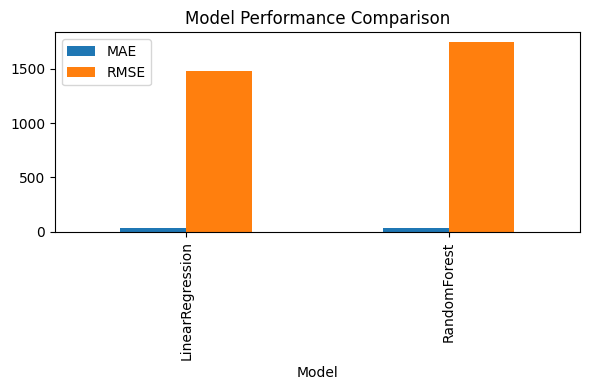 Model Performance Comparison
MAE
RMSE
1500
1000
500
0
LinearRegression
RandomForest
Model